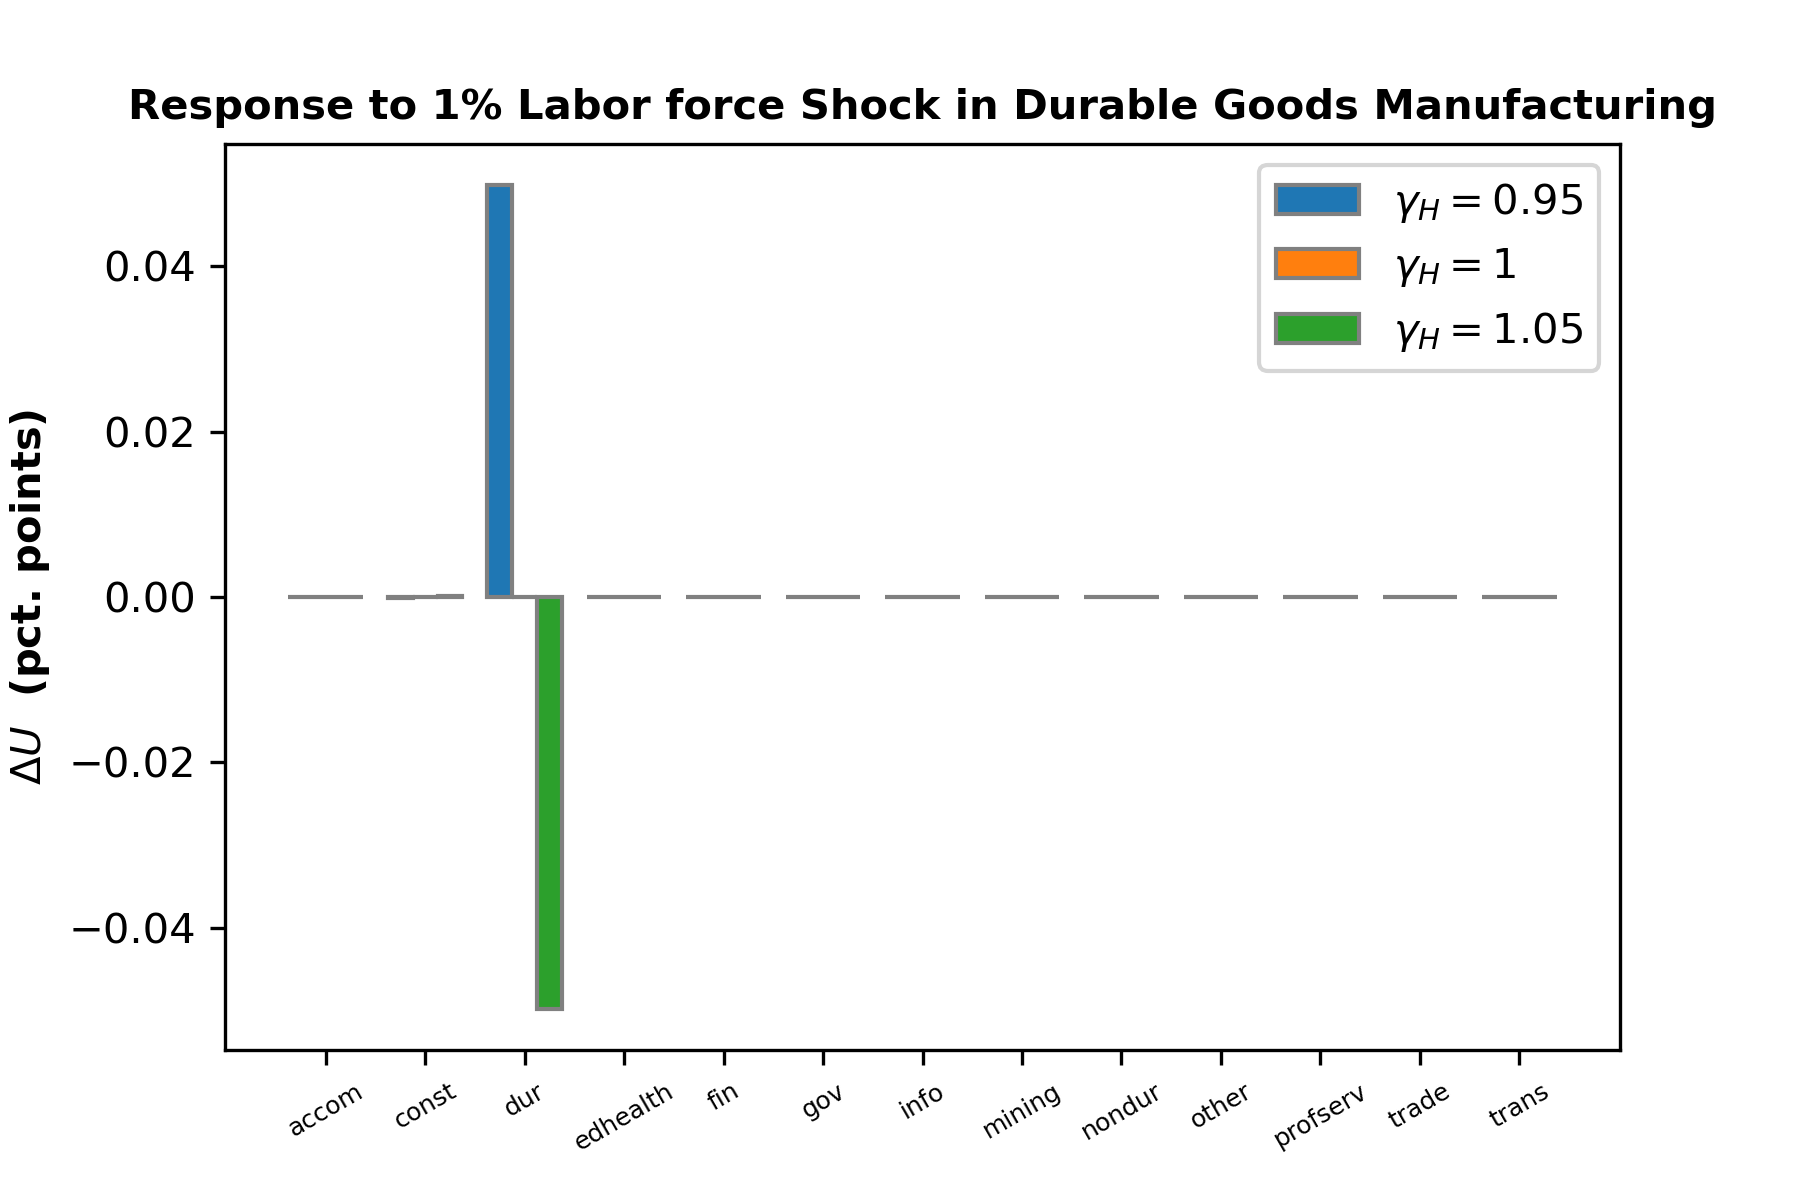 Response to 1% Labor force Shock in Durable Goods Manufacturing
γH = 0.95
γH = 1
γH = 1.05
ΔU (pct. points)
0.04
0.02
0.00
−0.02
−0.04
accom
const
dur
edhealth
fin
gov
info
mining
nondur
other
profserv
trade
trans